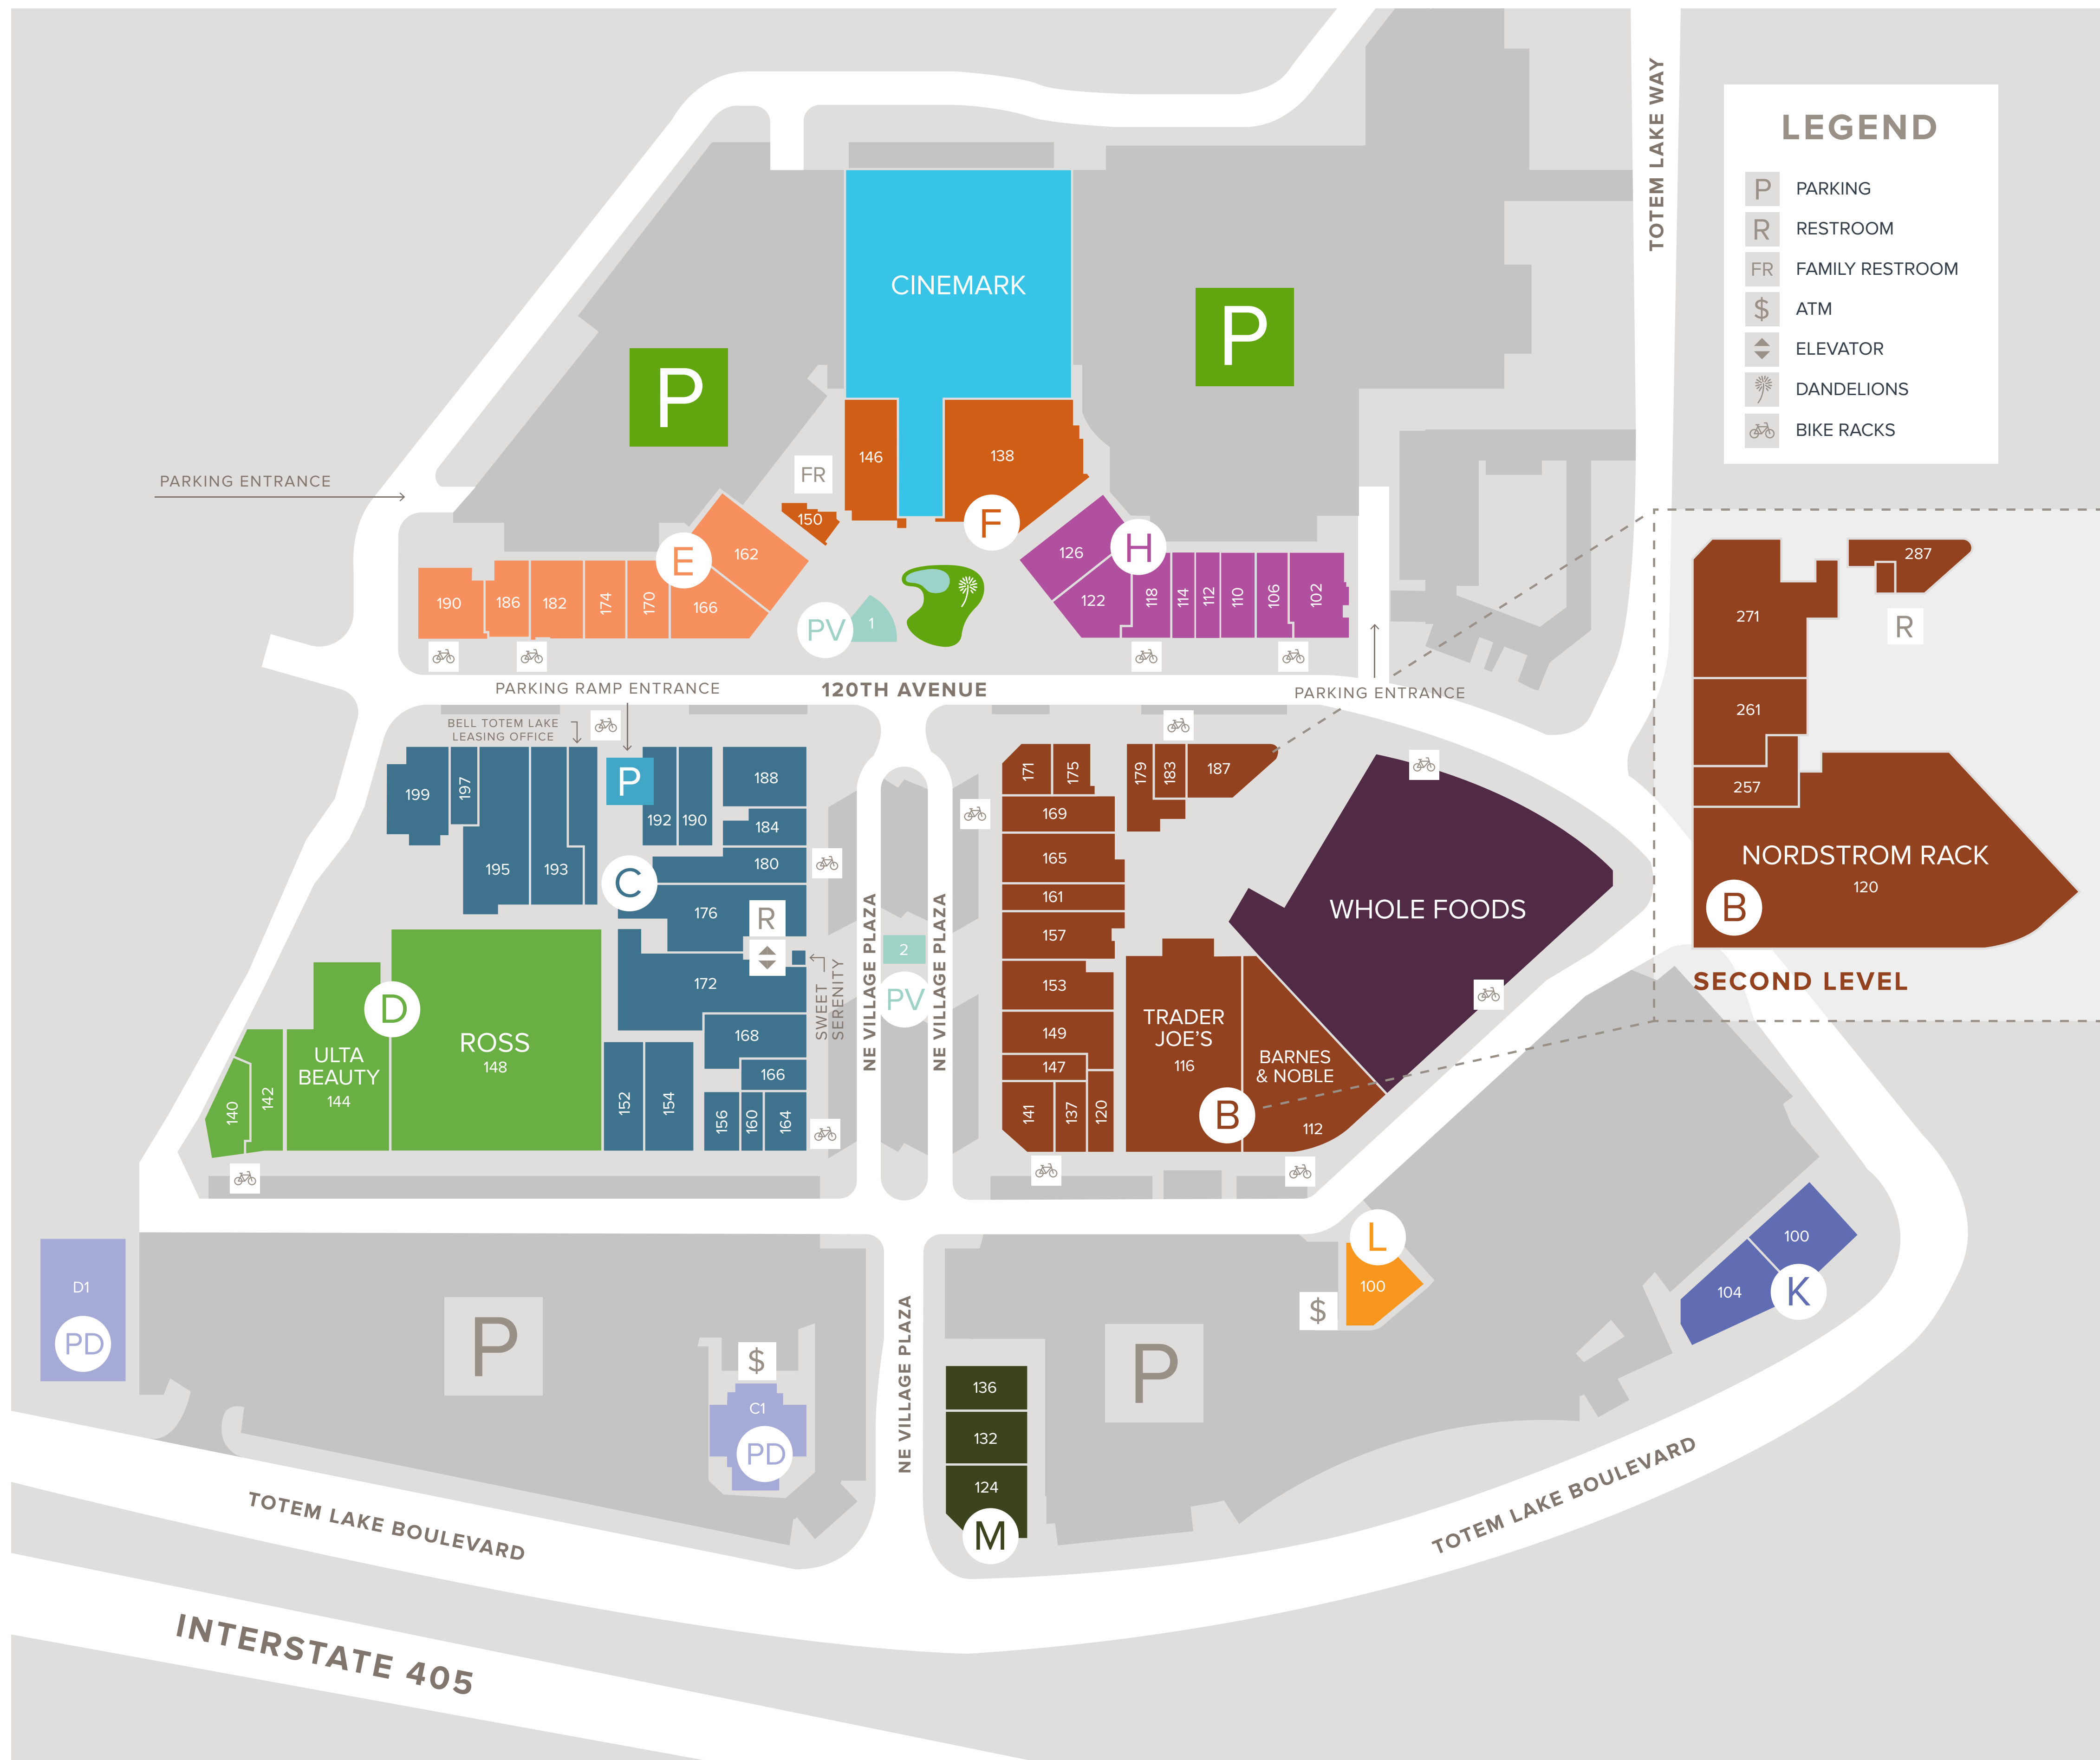 TOTEM LAKE WAY
LEGEND
P PARKING
R RESTROOM
FR FAMILY RESTROOM
$ ATM
ELEVATOR
DANDELIONS
BIKE RACKS
CINEMARK
P
P
146
138
FR
150
F
PARKING ENTRANCE
E
162
190
186
182
174
170
166
PV
1
H
126
122
118
114
112
110
106
102
PARKING RAMP ENTRANCE
120TH AVENUE
PARKING ENTRANCE
BELL TOTEM LAKE
LEASING OFFICE
199
197
195
193
P
192
190
188
184
180
C
176
R
172
SWEET
SERENITY
168
166
152
154
156
160
164
D
ULTA
BEAUTY
144
ROSS
148
140
142
NE VILLAGE PLAZA
NE VILLAGE PLAZA
2
PV
171
175
179
183
187
169
165
161
157
153
149
147
141
137
120
TRADER
JOE'S
116
BARNES
& NOBLE
B
112
WHOLE FOODS
287
271
R
261
257
NORDSTROM RACK
120
B
SECOND LEVEL
D1
PD
P
$
C1
PD
NE VILLAGE PLAZA
136
132
124
M
P
L
100
$
100
104
K
TOTEM LAKE BOULEVARD
TOTEM LAKE BOULEVARD
INTERSTATE 405